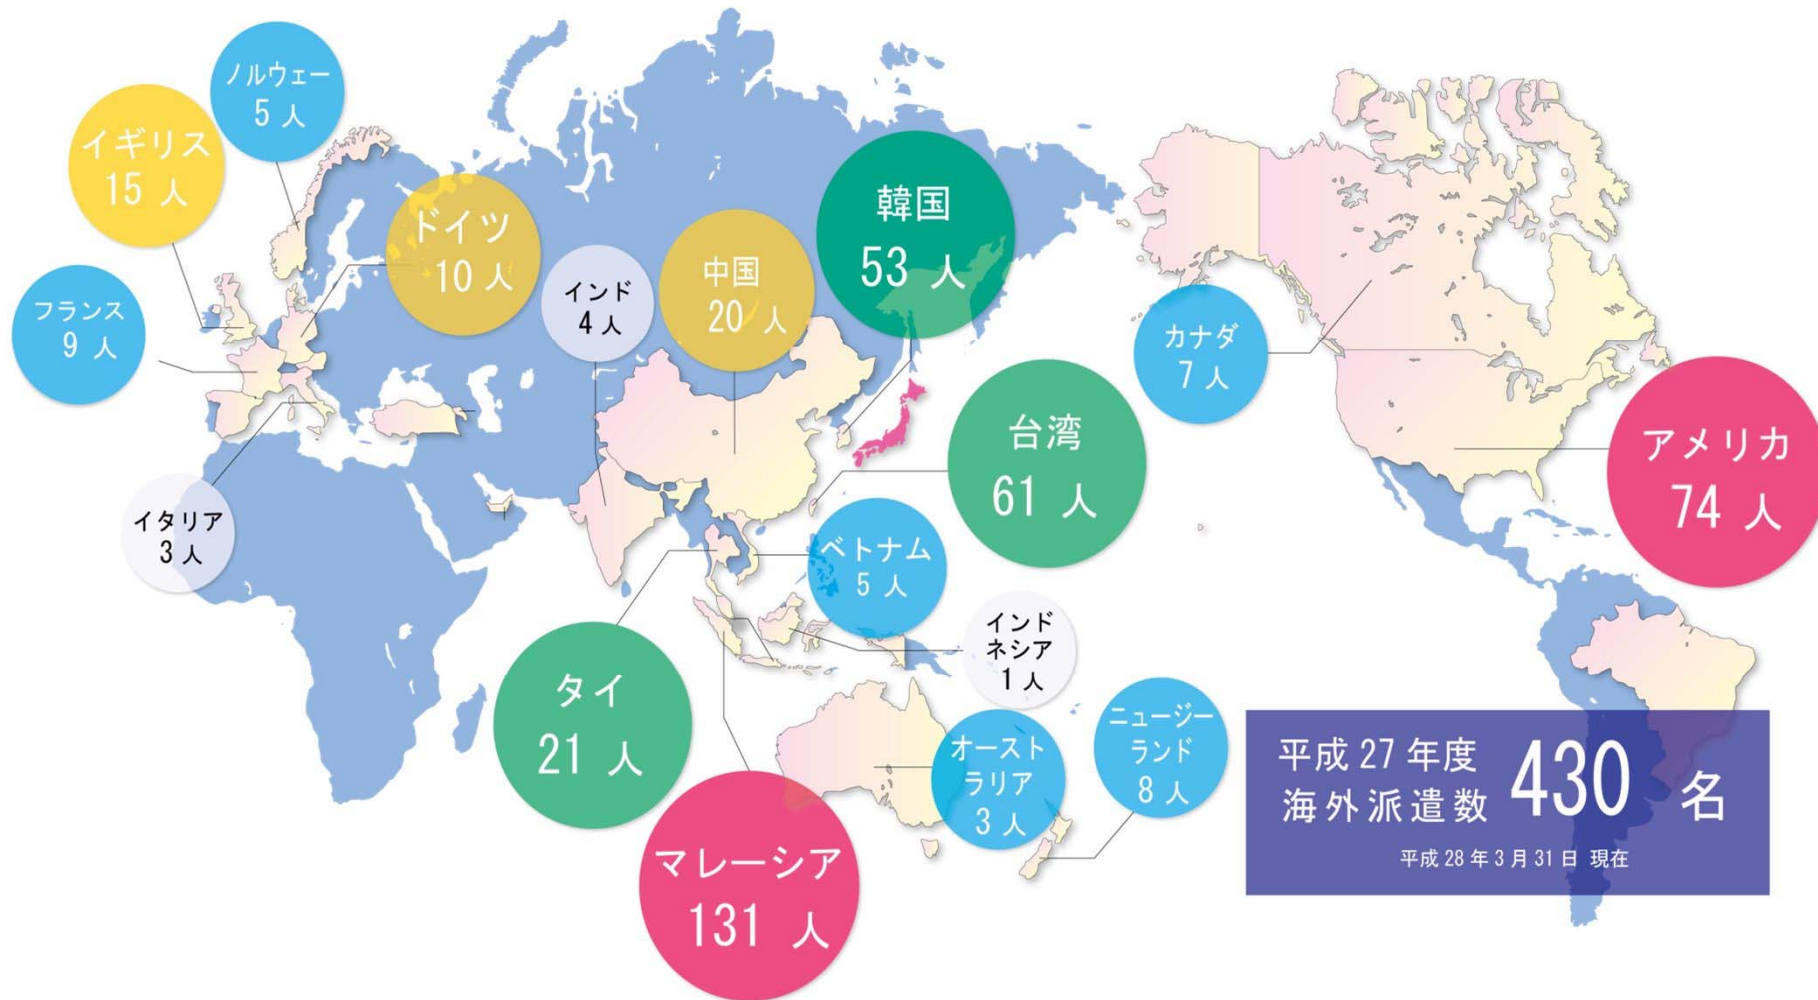 ノルウェー
5 人
イギリス
15 人
フランス
9 人
ドイツ
10 人
イタリア
3 人
インド
4 人
中国
20 人
韓国
53 人
台湾
61 人
ベトナム
5 人
タイ
21 人
インド
ネシア
1 人
マレーシア
131 人
オースト
ラリア
3 人
ニュージー
ランド
8 人
カナダ
7 人
アメリカ
74 人
平成 27 年度
海外派遣数 430 名
平成 28 年 3 月 31 日 現在